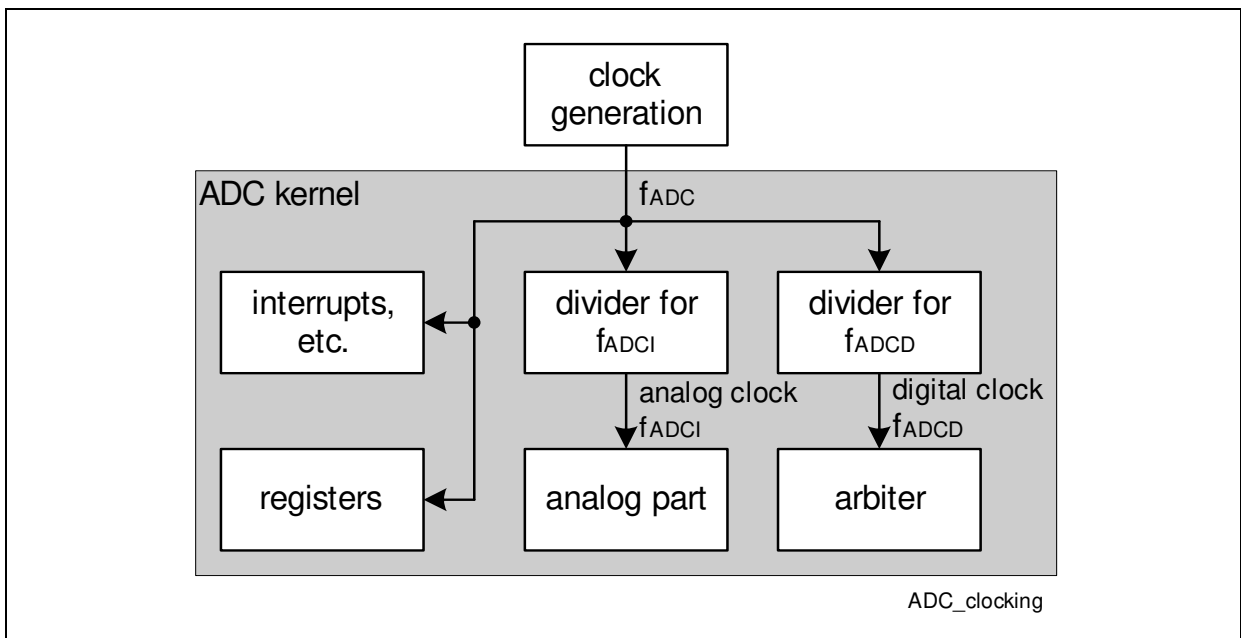 clock
generation
ADC kernel
fADC
interrupts,
etc.
divider for
fADCI
divider for
fADCD
analog clock
fADCI
digital clock
fADCD
registers
analog part
arbiter
ADC_clocking